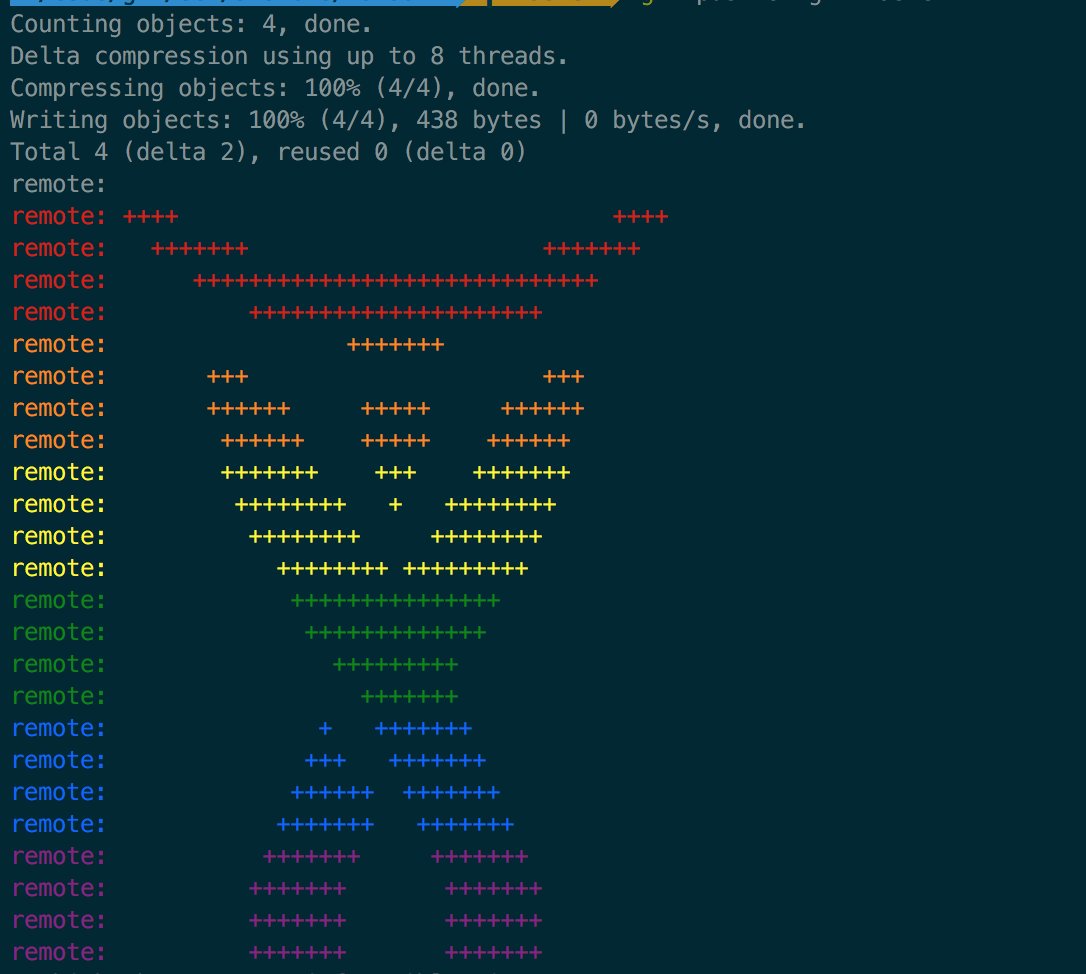 Counting objects: 4, done.
Delta compression using up to 8 threads.
Compressing objects: 100% (4/4), done.
Writing objects: 100% (4/4), 438 bytes | 0 bytes/s, done.
Total 4 (delta 2), reused 0 (delta 0)
remote:
remote: ++++                               ++++
remote:   +++++++                     +++++++
remote:      +++++++++++++++++++++++++++++
remote:          +++++++++++++++++++++
remote:                 +++++++
remote:       +++                     +++
remote:       ++++++     +++++     ++++++
remote:        ++++++    +++++    ++++++
remote:        +++++++    +++    +++++++
remote:         ++++++++   +   ++++++++
remote:          ++++++++     ++++++++
remote:            ++++++++ +++++++++
remote:             +++++++++++++++
remote:              +++++++++++++
remote:                +++++++++
remote:                  +++++++
remote:               +   +++++++
remote:              +++   +++++++
remote:             ++++++  +++++++
remote:            +++++++   +++++++
remote:           +++++++     +++++++
remote:          +++++++       +++++++
remote:          +++++++       +++++++
remote:          +++++++       +++++++